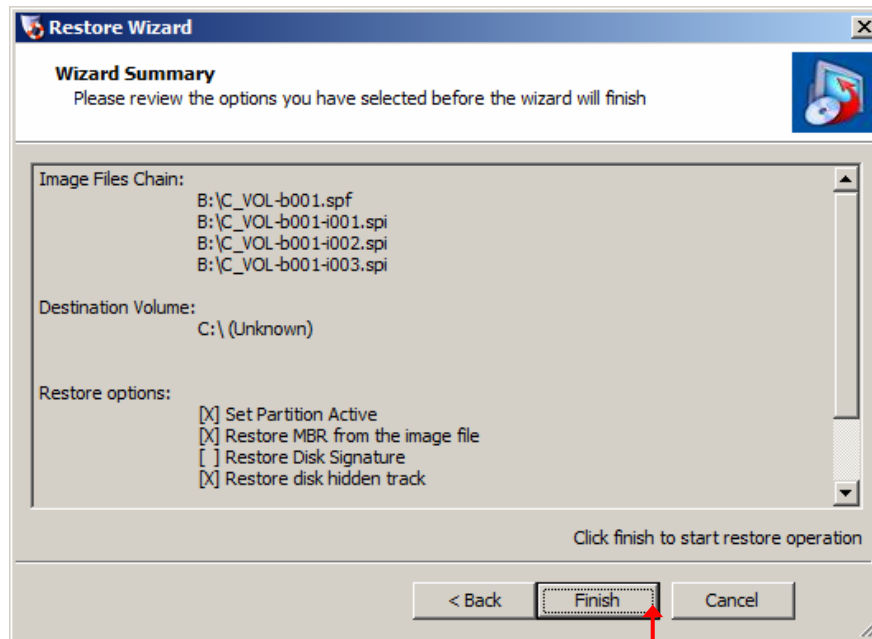 Restore Wizard
Wizard Summary
Please review the options you have selected before the wizard will finish
Image Files Chain:
B:\C_VOL-b001.spf
B:\C_VOL-b001-i001.spi
B:\C_VOL-b001-i002.spi
B:\C_VOL-b001-i003.spi
Destination Volume:
C:\ (Unknown)
Restore options:
[X] Set Partition Active
[X] Restore MBR from the image file
[ ] Restore Disk Signature
[X] Restore disk hidden track
Click finish to start restore operation
< Back Finish Cancel